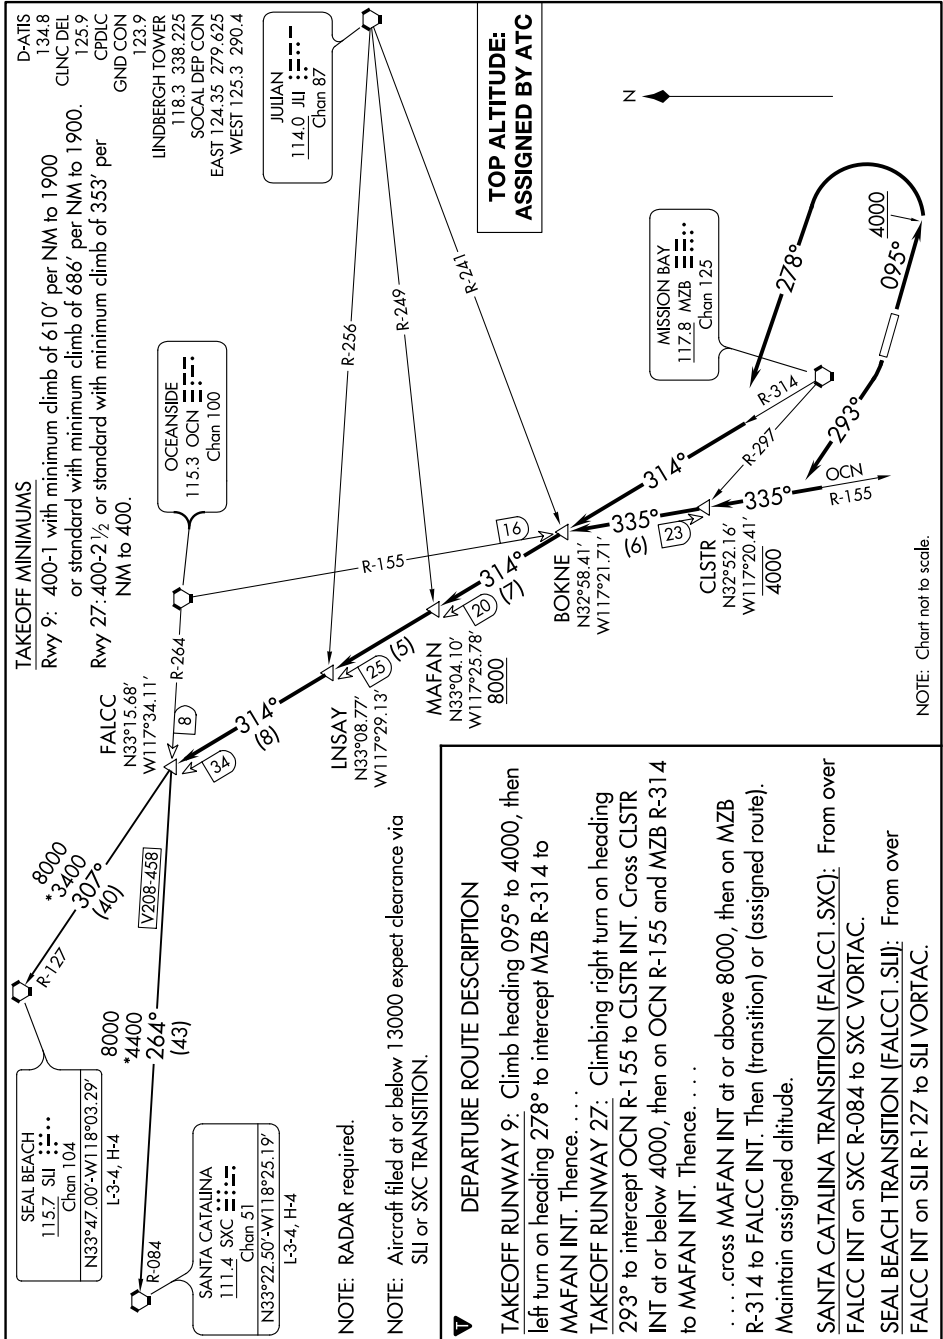 TAKEOFF MINIMUMS
Rwy 9: 400-1 with minimum climb of 610' per NM to 1900
or standard with minimum climb of 686' per NM to 1900.
Rwy 27: 400-2½ or standard with minimum climb of 353' per
NM to 400.
D-ATIS
134.8
CLNC DEL
125.9
CPDLC
GND CON
123.9
LINDBERGH TOWER
118.3 338.225
SOCAL DEP CON
EAST 124.35 279.625
WEST 125.3 290.4
SEAL BEACH
115.7 SLI
Chan 104
N33°47.00'-W118°03.29'
L-3-4, H-4
R-127
8000
*3400
307°
(40)
FALCC
N33°15.68'
W117°34.11'
R-264
8
OCEANSIDE
115.3 OCN
Chan 100
JULIAN
114.0 JLI
Chan 87
V208-458
8000
*4400
264°
(43)
R-084
SANTA CATALINA
111.4 SXC
Chan 51
N33°22.50'-W118°25.19'
L-3-4, H-4
34
314°
(8)
LNSAY
N33°08.77'
W117°29.13'
25
(5)
R-256
R-249
R-241
R-155
MAFAN
N33°04.10'
W117°25.78'
8000
20
314°
(7)
16
BOKNE
N32°58.41'
W117°21.71'
335°
(6)
23
314°
CLSTR
N32°52.16'
W117°20.41'
4000
335°
OCN
R-155
R-297
R-314
293°
MISSION BAY
117.8 MZB
Chan 125
278°
095°
4000
TOP ALTITUDE:
ASSIGNED BY ATC
N
NOTE: RADAR required.
NOTE: Aircraft filed at or below 13000 expect clearance via
SLI or SXC TRANSITION.
NOTE: Chart not to scale.
T
DEPARTURE ROUTE DESCRIPTION
TAKEOFF RUNWAY 9: Climb heading 095° to 4000, then
left turn on heading 278° to intercept MZB R-314 to
MAFAN INT. Thence. . . .
TAKEOFF RUNWAY 27: Climbing right turn on heading
293° to intercept OCN R-155 to CLSTR INT. Cross CLSTR
INT at or below 4000, then on OCN R-155 and MZB R-314
to MAFAN INT. Thence. . . .
. . . .cross MAFAN INT at or above 8000, then on MZB
R-314 to FALCC INT. Then (transition) or (assigned route).
Maintain assigned altitude.
SANTA CATALINA TRANSITION (FALCC1.SXC): From over
FALCC INT on SXC R-084 to SXC VORTAC.
SEAL BEACH TRANSITION (FALCC1.SLI): From over
FALCC INT on SLI R-127 to SLI VORTAC.